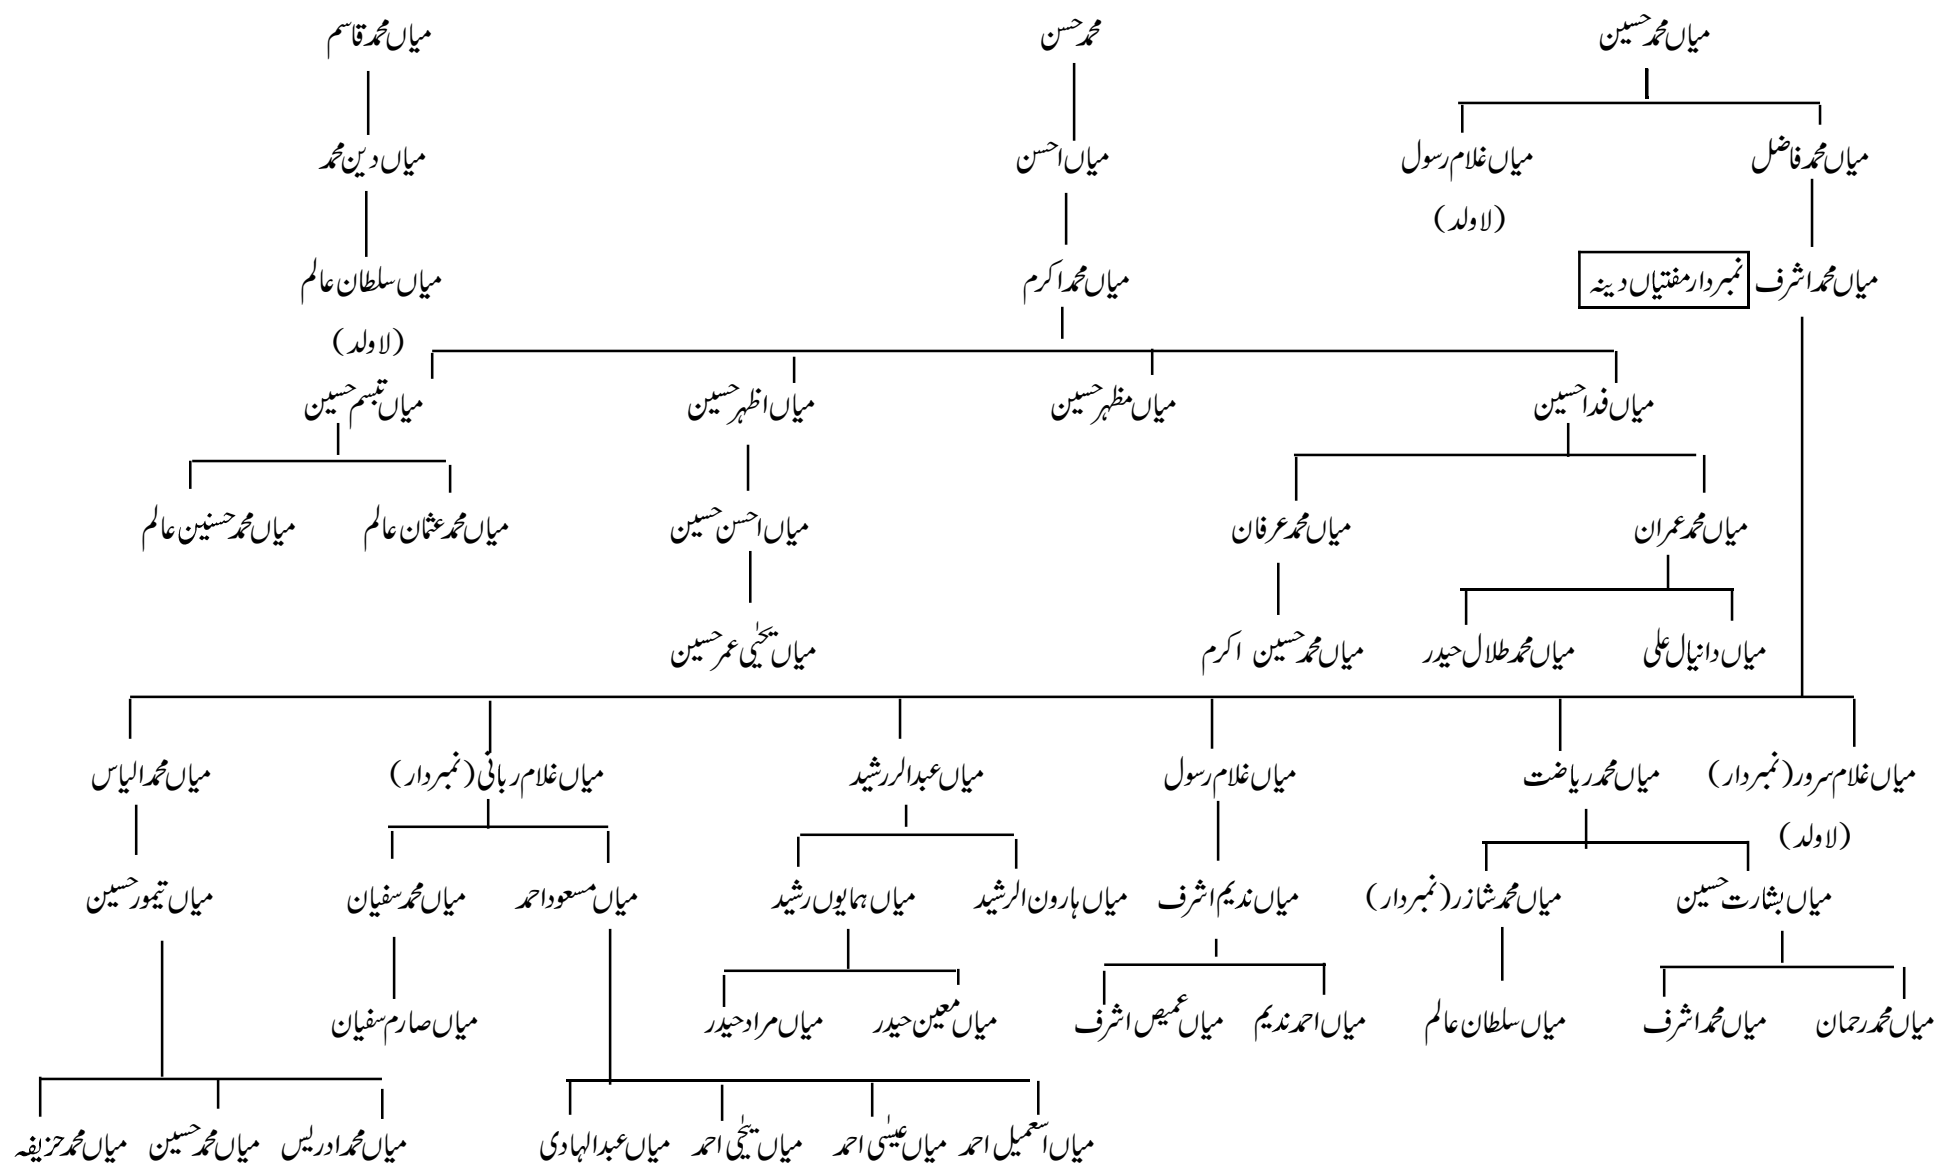 میاں محمد حسین محمد حسن میاں محمد قاسم
میاں محمد فاضل میاں غلام رسول میاں احسن میاں دین محمد
(لاولد)
میاں محمد اشرف نمبردار مفتیاں دینہ میاں محمد اکرم میاں سلطان عالم
(لاولد)
میاں فدا حسین میاں مظہر حسین میاں اظہر حسین میاں تبسم حسین
میاں محمد عمران میاں محمد عرفان میاں احسن حسین میاں محمد عثمان عالم میاں محمد حسنین عالم
میاں دانیال علی میاں محمد طلال حیدر میاں محمد حسین اکرم میاں یحیٰی عمر حسین
میاں غلام سرور (نمبردار) میاں محمد ریاضت میاں غلام رسول میاں عبدالررشید میاں غلام ربانی (نمبردار) میاں محمد الیاس
(لاولد)
میاں بشارت حسین میاں محمد شازر (نمبردار) میاں ندیم اشرف میاں ہارون الرشید میاں ہمایوں رشید میاں مسعود احمد میاں محمد سفیان میاں تیمور حسین
میاں محمد رحمان میاں محمد اشرف میاں سلطان عالم میاں احمد ندیم میاں عمیص اشرف میاں معین حیدر میاں مراد حیدر میاں صارم سفیان
میاں اسٰعمیل احمد میاں عیسٰی احمد میاں یحٰیی احمد میاں عبدالہادی میاں محمد ادریس میاں محمد حسین میاں محمد حزیفہ